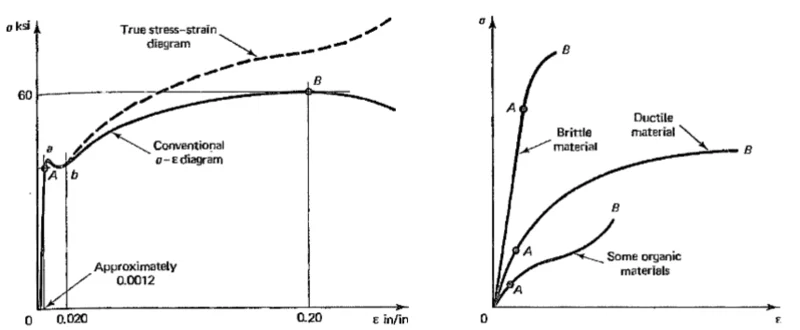 σ ksi
True stress–strain
diagram
60
B
a
A
b
Conventional
σ – ε diagram
Approximately
0.0012
0
0.020
0.20
ε in/in
σ
B
A
Brittle
material
Ductile
material
B
B
A
Some organic
materials
A
0
ε